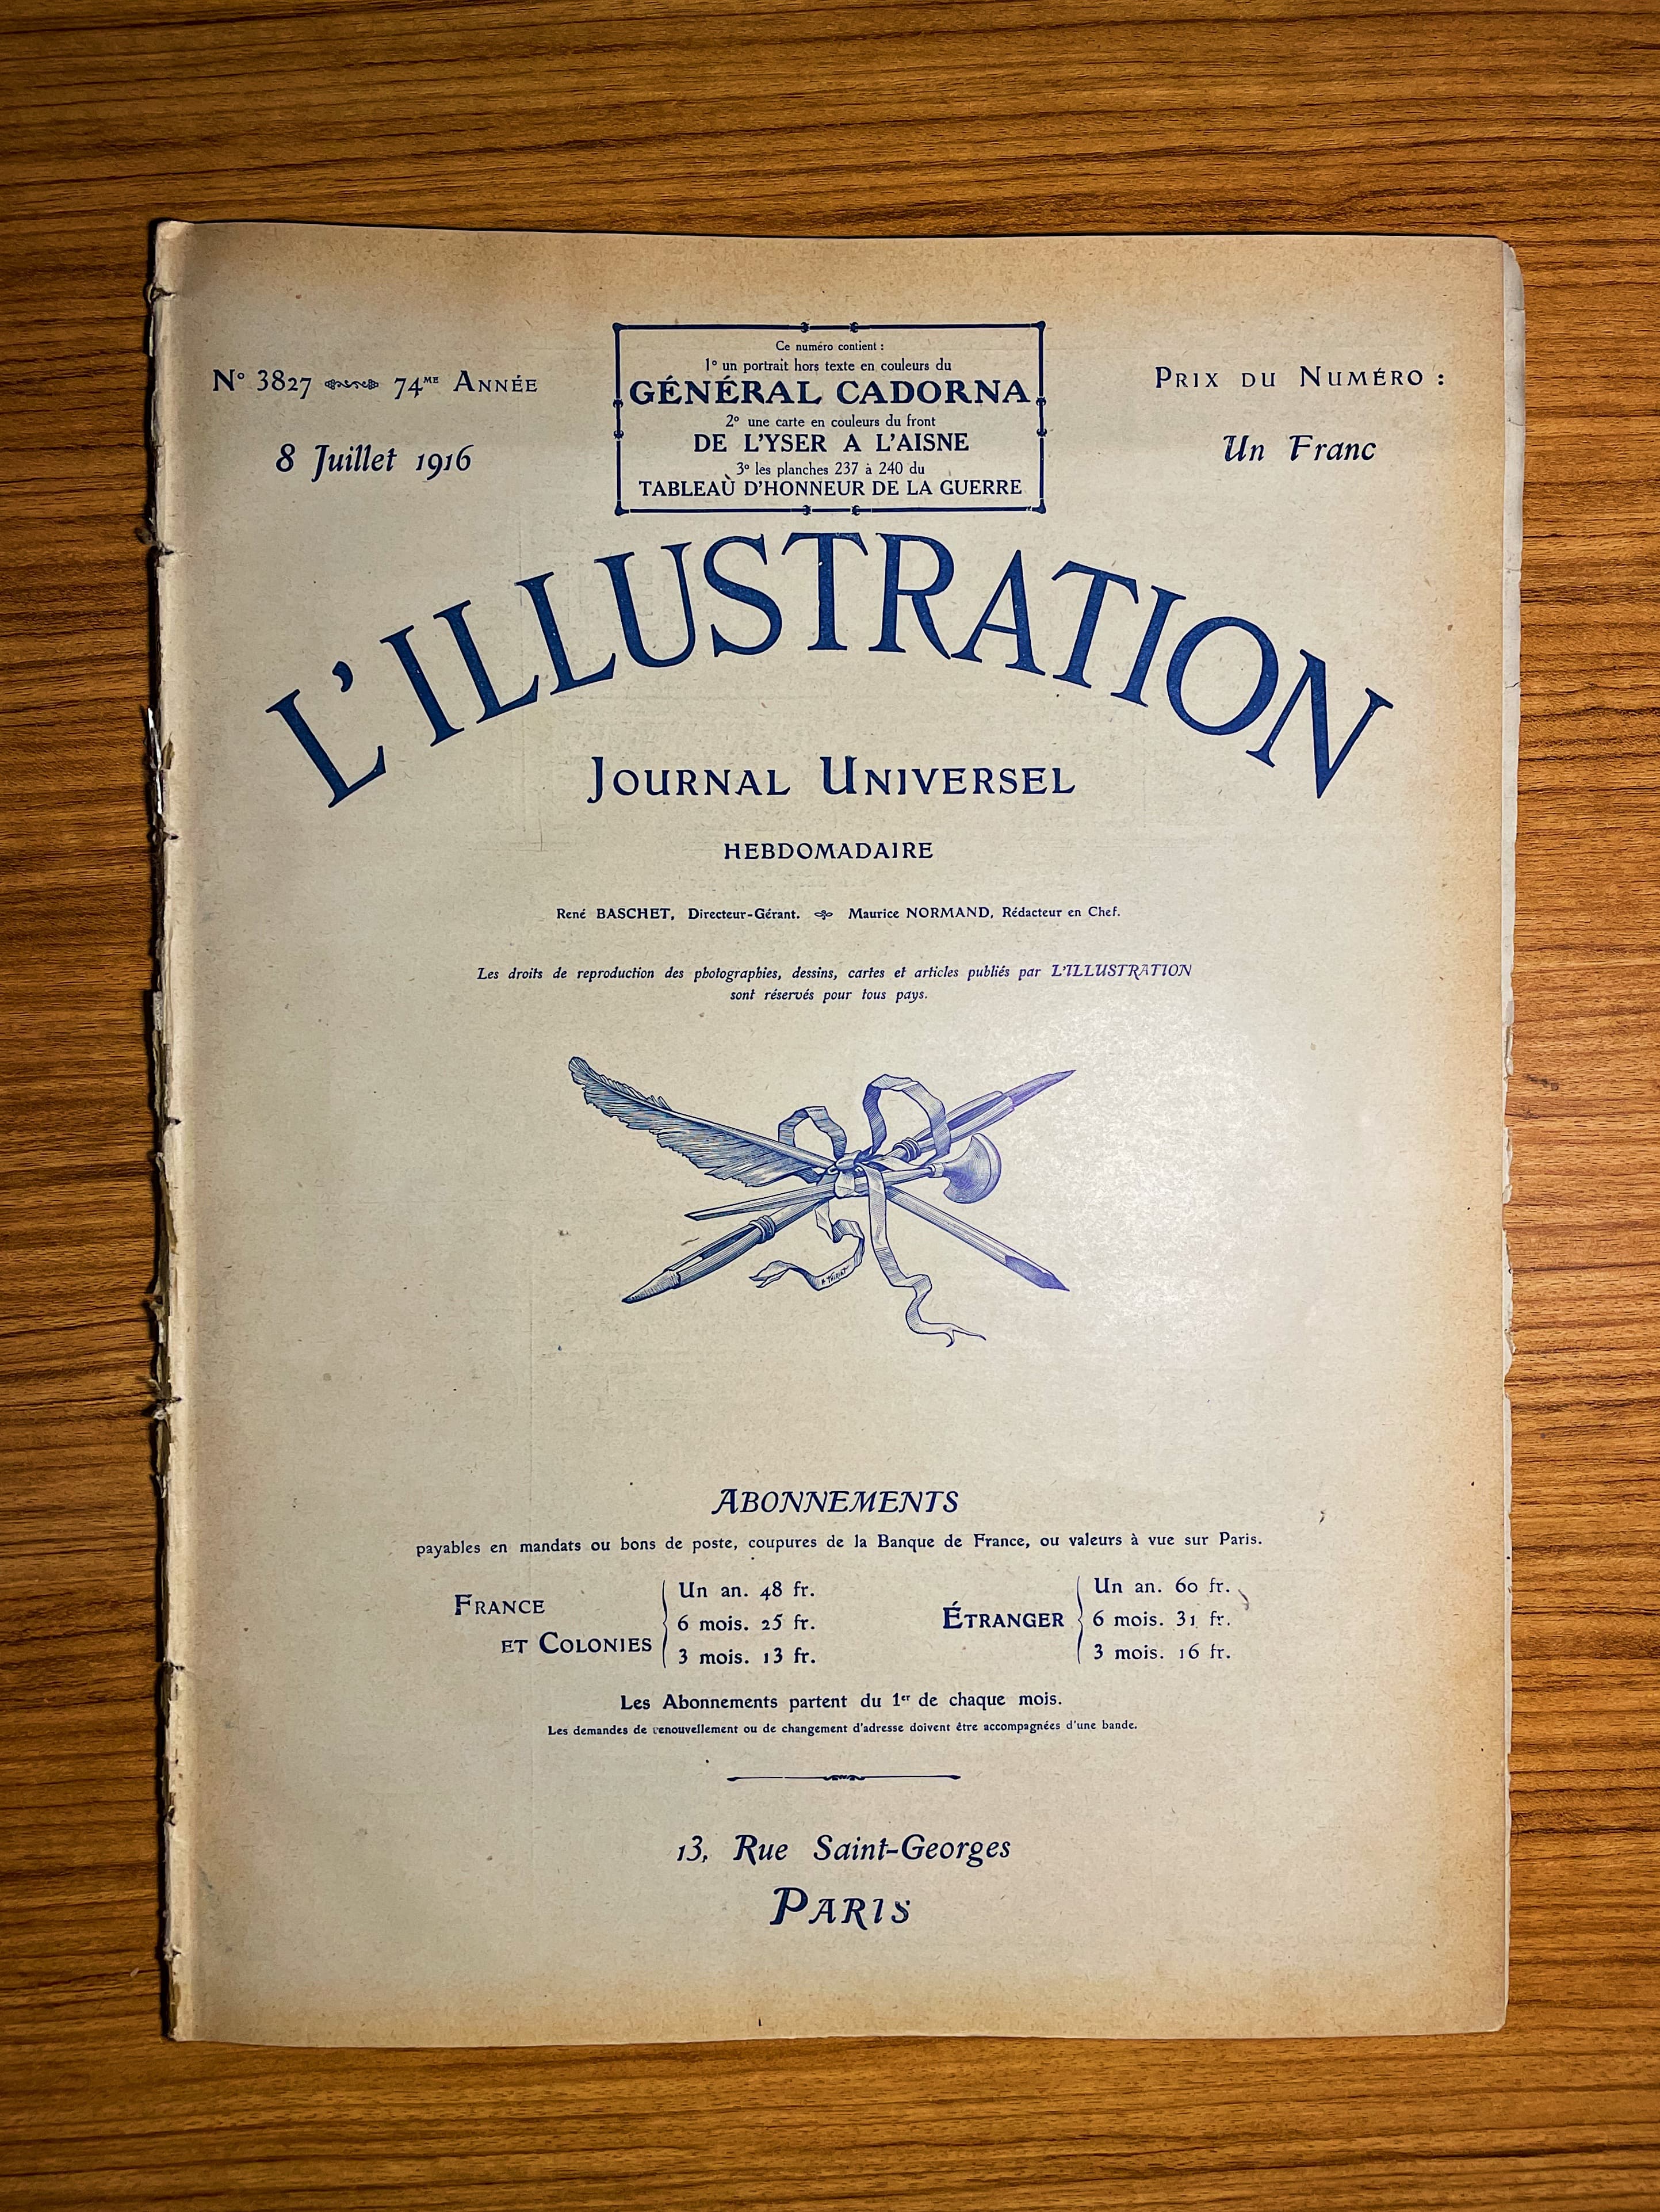 N° 3827 74ME ANNÉE
8 Juillet 1916
Ce numéro contient :
1° un portrait hors texte en couleurs du
GÉNÉRAL CADORNA
2° une carte en couleurs du front
DE L'YSER A L'AISNE
3° les planches 237 à 240 du
TABLEAÙ D'HONNEUR DE LA GUERRE
PRIX DU NUMÉRO :
Un Franc
L'ILLUSTRATION
JOURNAL UNIVERSEL
HEBDOMADAIRE
René BASCHET, Directeur-Gérant. Maurice NORMAND, Rédacteur en Chef.
Les droits de reproduction des photographies, dessins, cartes et articles publiés par L'ILLUSTRATION
sont réservés pour tous pays.
ABONNEMENTS
payables en mandats ou bons de poste, coupures de la Banque de France, ou valeurs à vue sur Paris.
FRANCE
ET COLONIES
Un an. 48 fr.
6 mois. 25 fr.
3 mois. 13 fr.
ÉTRANGER
Un an. 60 fr.
6 mois. 31 fr.
3 mois. 16 fr.
Les Abonnements partent du 1er de chaque mois.
Les demandes de renouvellement ou de changement d'adresse doivent être accompagnées d'une bande.
13, Rue Saint-Georges
PARIS